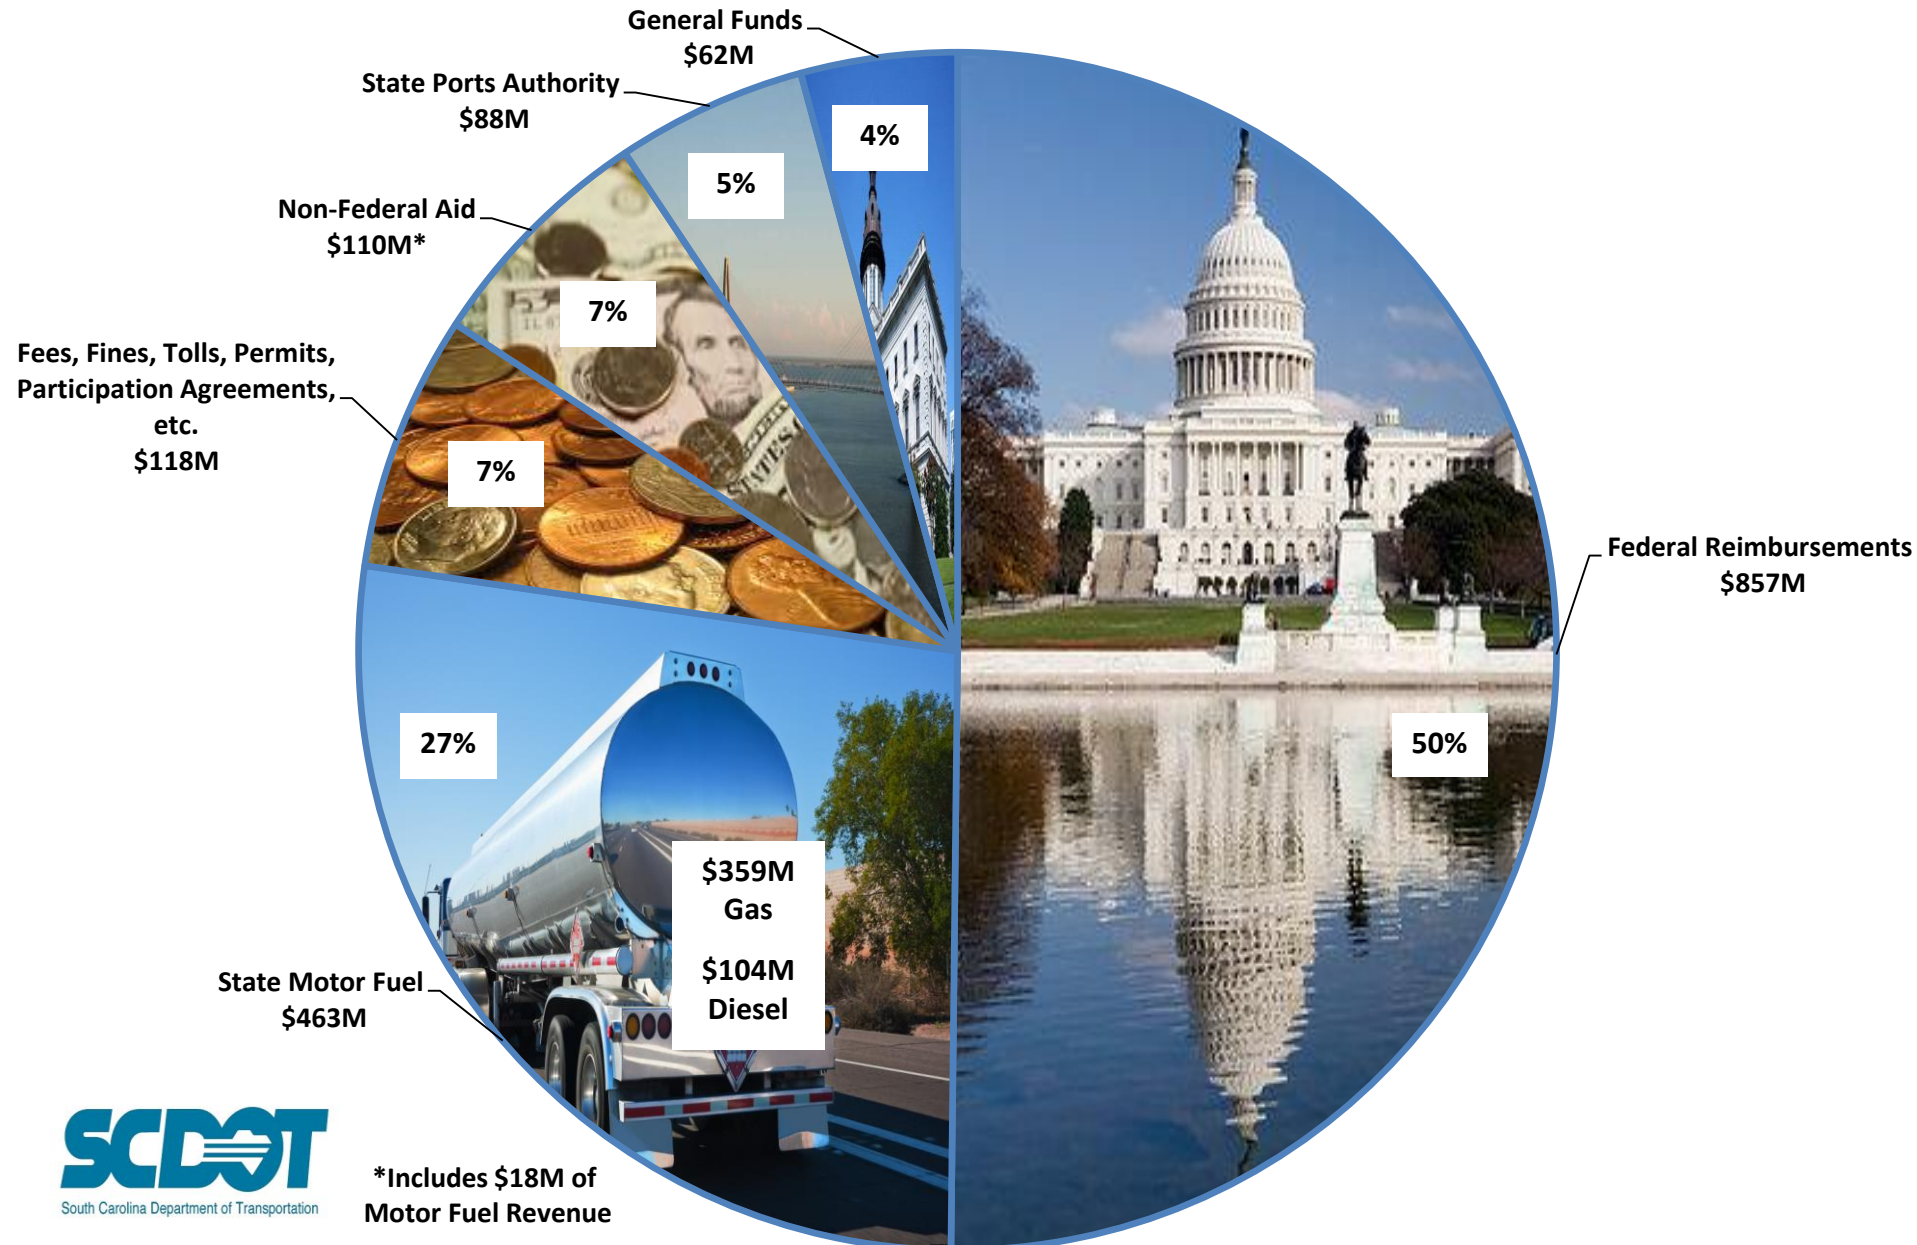 General Funds
$62M
State Ports Authority
$88M
4%
5%
Non-Federal Aid
$110M*
7%
Fees, Fines, Tolls, Permits,
Participation Agreements,
etc.
$118M
7%
Federal Reimbursements
$857M
50%
27%
$359M
Gas
$104M
Diesel
State Motor Fuel
$463M
SCDOT
South Carolina Department of Transportation
*Includes $18M of
Motor Fuel Revenue